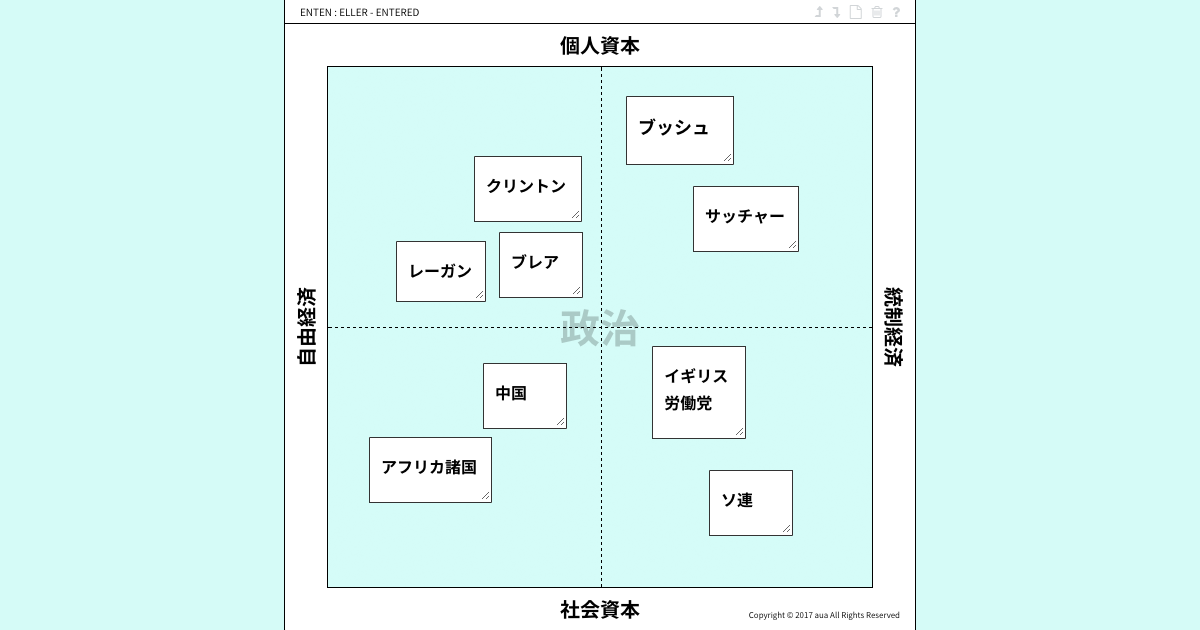 ENTEN : ELLER - ENTERED
?
個人資本
ブッシュ
クリントン
サッチャー
レーガン
ブレア
自由経済
政治
統制経済
中国
イギリス
労働党
アフリカ諸国
ソ連
社会資本
Copyright © 2017 aua All Rights Reserved